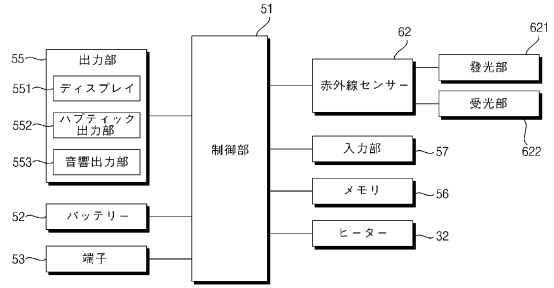 51
55
出力部
551
ディスプレイ
552
ハプティック
出力部
553
音響出力部
52
バッテリー
53
端子
制御部
62
赤外線センサー
621
發光部
受光部
622
入力部
57
メモリ
56
ヒーター
32